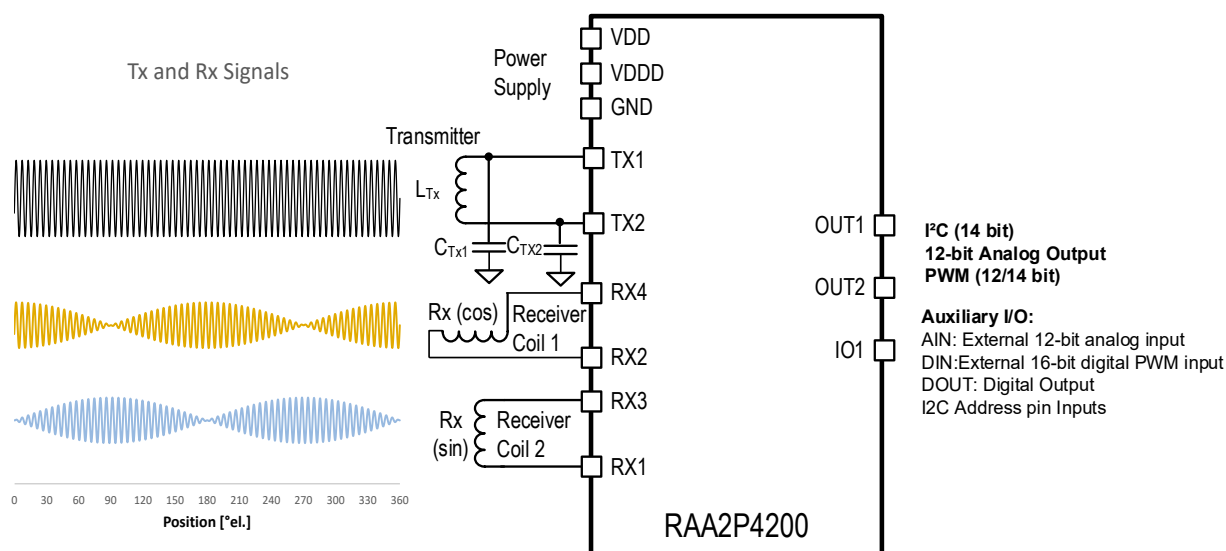 Tx and Rx Signals
0 30 60 90 120 150 180 210 240 270 300 330 360
Position [°el.]
Power
Supply
VDD
VDDD
GND
Transmitter
LTx
CTx1
CTX2
TX1
TX2
Rx (cos)
Receiver
Coil 1
RX4
RX2
Rx
(sin)
Receiver
Coil 2
RX3
RX1
RAA2P4200
OUT1
OUT2
IO1
I²C (14 bit)
12-bit Analog Output
PWM (12/14 bit)
Auxiliary I/O:
AIN: External 12-bit analog input
DIN:External 16-bit digital PWM input
DOUT: Digital Output
I2C Address pin Inputs